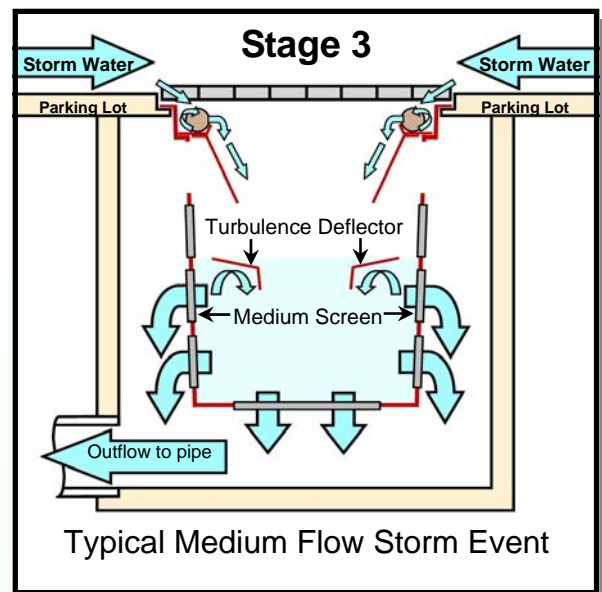 Stage 3
Storm Water
Storm Water
Parking Lot
Parking Lot
Turbulence Deflector
Medium Screen
Outflow to pipe
Typical Medium Flow Storm Event